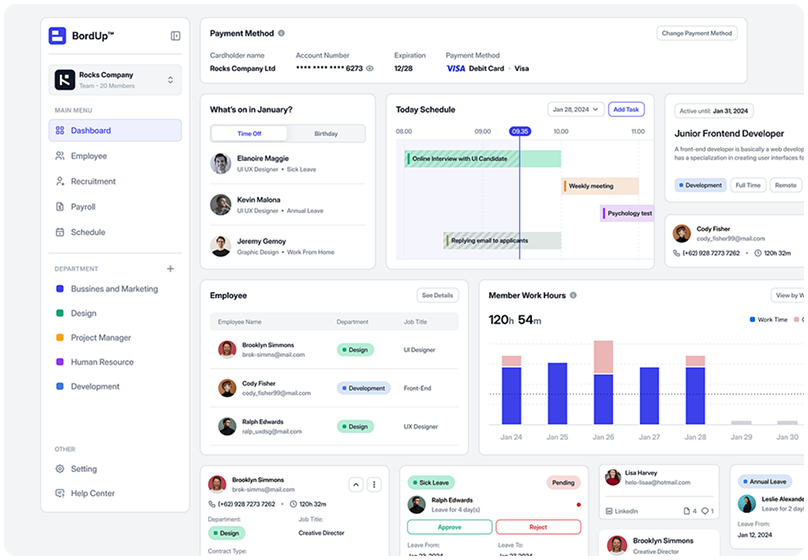 BordUp™
Rocks Company
Team - 20 Members
MAIN MENU
Dashboard
Employee
Recruitment
Payroll
Schedule
DEPARTMENT
Bussines and Marketing
Design
Project Manager
Human Resource
Development
OTHER
Setting
Help Center
Payment Method
Change Payment Method
Cardholder name
Account Number
Expiration
Payment Method
Rocks Company Ltd
•••• •••• •••• 6273
12/28
VISA Debit Card · Visa
What's on in January?
Time Off
Birthday
Elanoire Maggie
UI UX Designer • Sick Leave
Kevin Malona
UI UX Designer • Annual Leave
Jeremy Gemoy
Graphic Design • Work From Home
Today Schedule
Jan 28, 2024
Add Task
08.00
09.00
09.35
10.00
11.00
Online Interview with UI Candidate
Weekly meeting
Psychology test
Replying email to applicants
Active until: Jan 31, 2024
Junior Frontend Developer
A front-end developer is basically a web develo
has a specialization in creating user interfaces fo
Development
Full Time
Remote
Cody Fisher
cody_fisher99@mail.com
(+62) 928 7273 7262 • 120h 32m
Employee
See Details
Employee Name
Department
Job Title
Brooklyn Simmons
brok-simms@mail.com
Design
UI Designer
Cody Fisher
cody_fisher99@mail.com
Development
Front-End
Ralph Edwards
ralp_uxdsg@mail.com
Design
UX Designer
Member Work Hours
View by W
120h 54m
Work Time
Jan 24
Jan 25
Jan 26
Jan 27
Jan 28
Jan 29
Jan 30
Brooklyn Simmons
brok-simms@mail.com
(+62) 928 7273 7262 • 120h 32m
Department:
Job Title:
Design
Creative Director
Contract Type:
Sick Leave
Pending
Ralph Edwards
Leave for 4 day(s)
Approve
Reject
Leave From:
Leave To:
Jan 23, 2024
Jan 27, 2024
Lisa Harvey
helo-lisaa@hotmail.com
LinkedIn
4
1
Brooklyn Simmons
Creative Director
Annual Leave
Leslie Alexande
Leave for 2 day
Leave From:
Jan 12, 2024